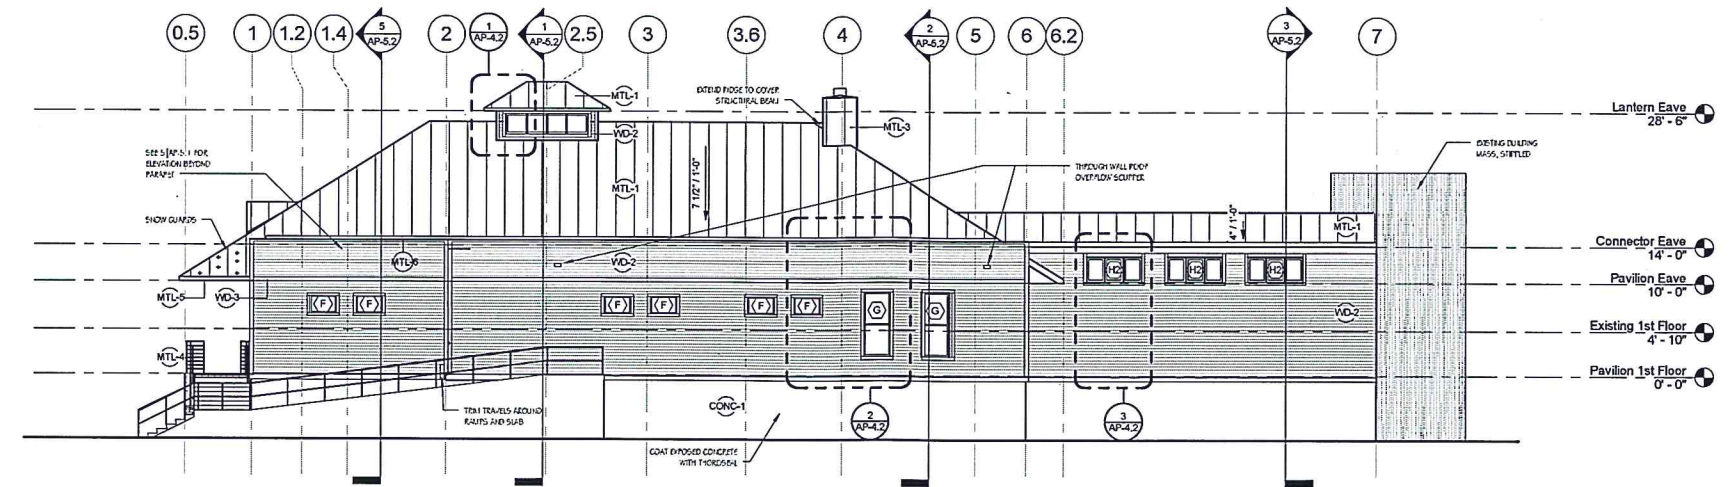 0.5
1
1.2
1.4
5
AP-5.2
2
1
AP-4.2
1
AP-5.2
2.5
3
3.6
4
2
AP-5.2
5
6
6.2
3
AP-5.2
7
MTL-1
EXTEND RIDGE TO COVER
STRUCTURAL BEAM
Lantern Eave
28' - 6"
WD-2
MTL-3
EXISTING BUILDING
MASS, STIPPLED
ELEVATION BEYOND
PARAPET
THROUGH WALL ROOF
OVERFLOW SCUPPER
MTL-1
7 1/2" / 1'-0"
SNOW GUARDS
4" / 1'-0"
MTL-1
Connector Eave
14' - 0"
MTL-6
WD-2
H2
H2
H2
Pavilion Eave
10' - 0"
MTL-5
WD-3
F
F
F
F
F
F
G
G
WD-2
Existing 1st Floor
4' - 10"
MTL-4
Pavilion 1st Floor
0' - 0"
TRIM TRAVELS AROUND
RAMPS AND SLAB
CONC-1
2
AP-4.2
3
AP-4.2
COAT EXPOSED CONCRETE
WITH THOROSEAL